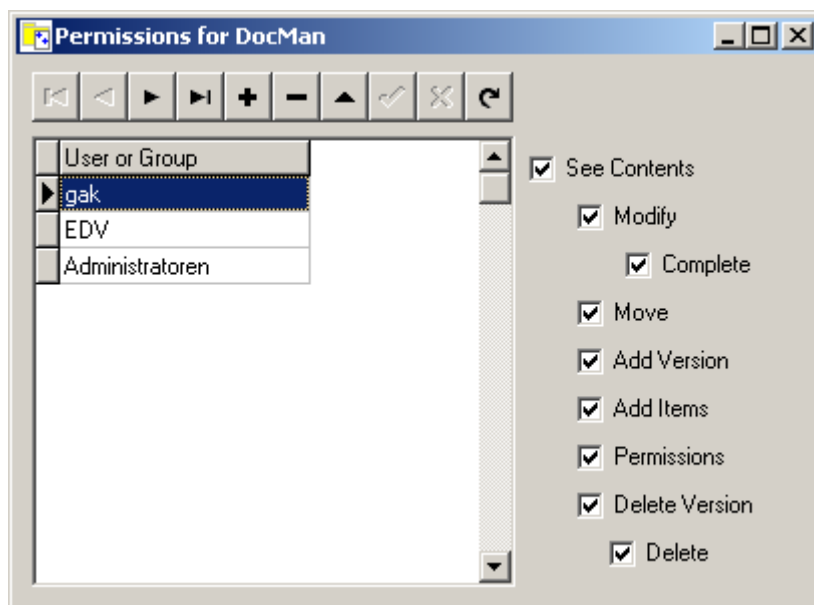 Permissions for DocMan
User or Group
gak
EDV
Administratoren
See Contents
Modify
Complete
Move
Add Version
Add Items
Permissions
Delete Version
Delete